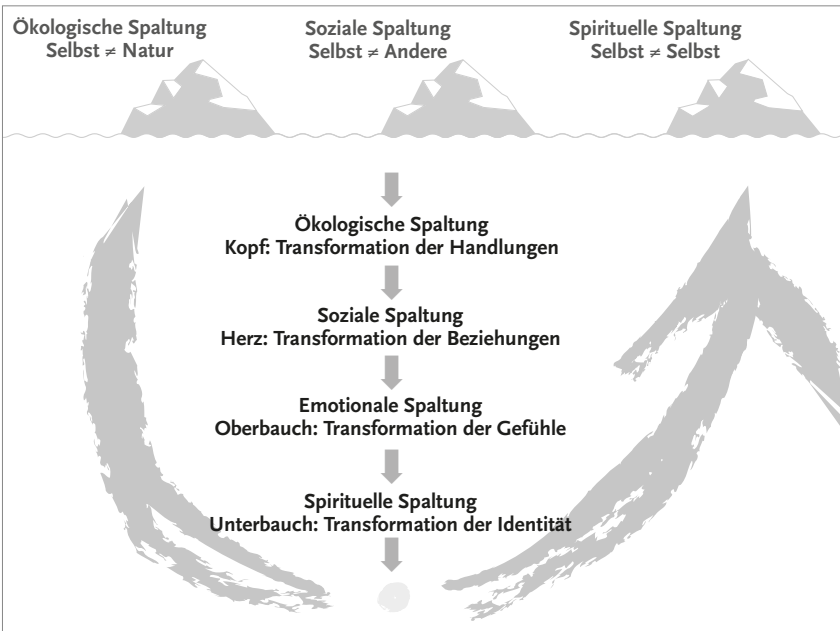 Ökologische Spaltung
Selbst ≠ Natur
Soziale Spaltung
Selbst ≠ Andere
Spirituelle Spaltung
Selbst ≠ Selbst
Ökologische Spaltung
Kopf: Transformation der Handlungen
Soziale Spaltung
Herz: Transformation der Beziehungen
Emotionale Spaltung
Oberbauch: Transformation der Gefühle
Spirituelle Spaltung
Unterbauch: Transformation der Identität